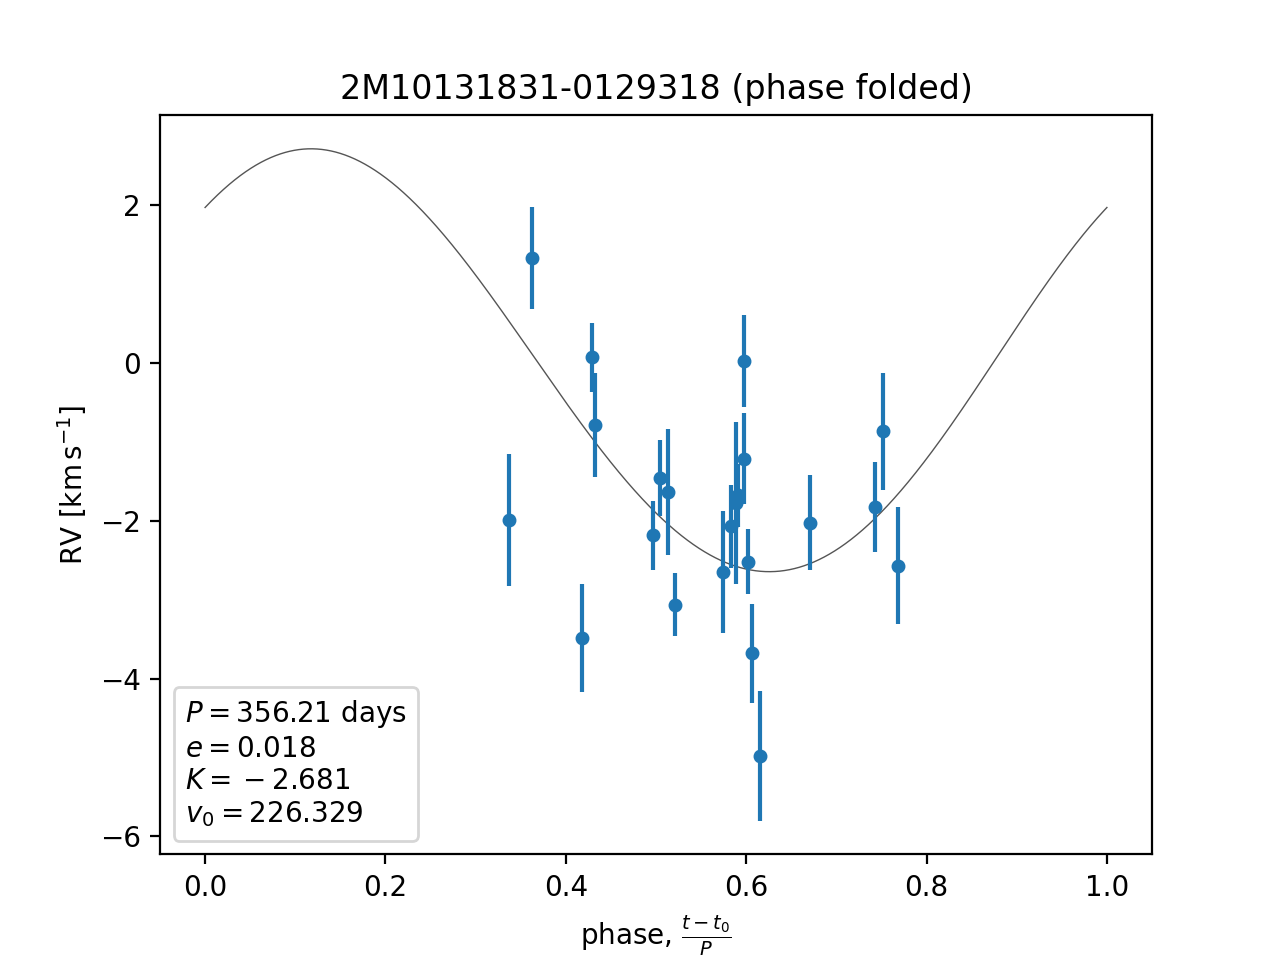 2M10131831-0129318 (phase folded)
2
0
−2
−4
−6
RV [km s⁻¹]
P = 356.21 days
e = 0.018
K = −2.681
v₀ = 226.329
0.0 0.2 0.4 0.6 0.8 1.0
phase, (t − t₀)/P